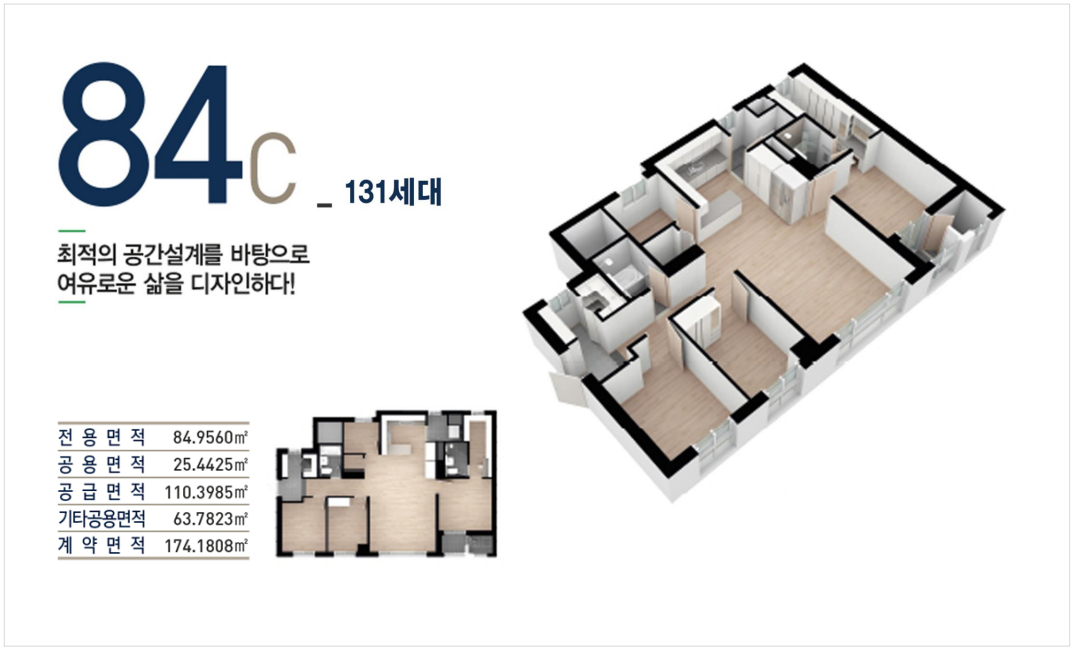 84C _ 131세대
최적의 공간설계를 바탕으로
여유로운 삶을 디자인하다!
전용면적 84.9560㎡
공용면적 25.4425㎡
공급면적 110.3985㎡
기타공용면적 63.7823㎡
계약면적 174.1808㎡